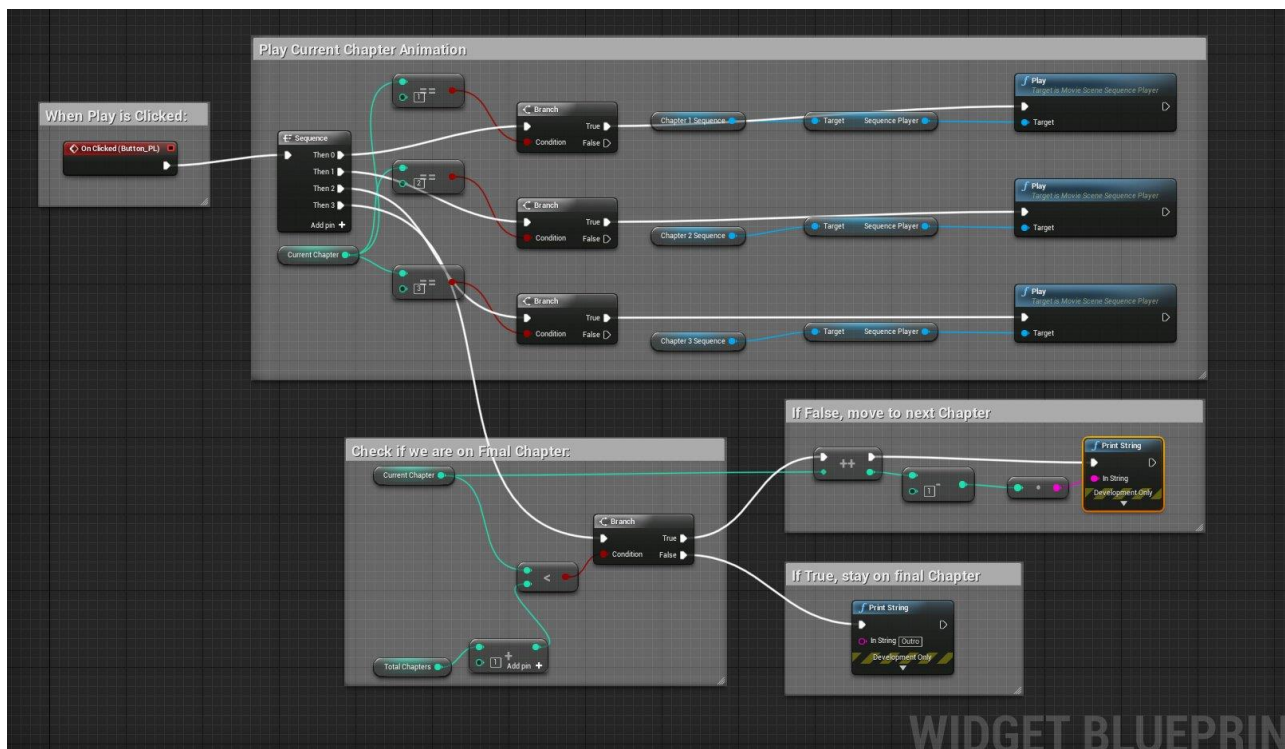 Play Current Chapter Animation
When Play is Clicked:
On Clicked (Button_PL)
Sequence
Then 0
Then 1
Then 2
Then 3
Add pin +
Current Chapter
==
1
==
2
==
3
Branch
True
Condition
False
Chapter 1 Sequence
Target Sequence Player
Play
Target is Movie Scene Sequence Player
Target
Branch
True
Condition
False
Chapter 2 Sequence
Target Sequence Player
Play
Target is Movie Scene Sequence Player
Target
Branch
True
Condition
False
Chapter 3 Sequence
Target Sequence Player
Play
Target is Movie Scene Sequence Player
Target
Check if we are on Final Chapter:
Current Chapter
Branch
True
Condition
False
<
Total Chapters
1
+
Add pin +
If False, move to next Chapter
++
1
-
Print String
In String
Development Only
If True, stay on final Chapter
Print String
In String Outro
Development Only
WIDGET BLUEPRIN